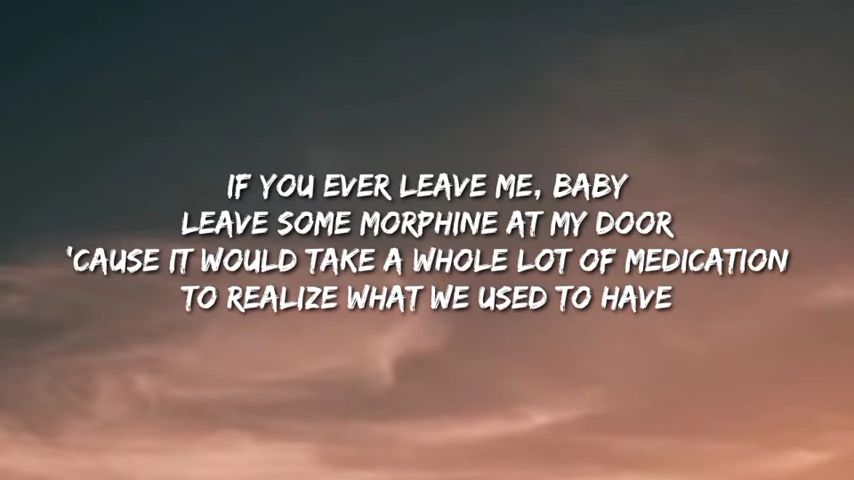 IF YOU EVER LEAVE ME, BABY
LEAVE SOME MORPHINE AT MY DOOR
'CAUSE IT WOULD TAKE A WHOLE LOT OF MEDICATION
TO REALIZE WHAT WE USED TO HAVE